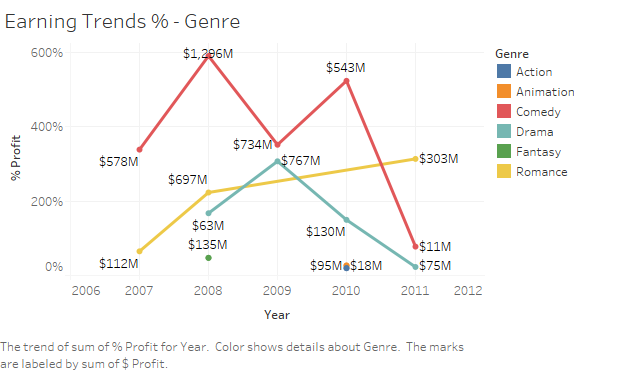 Earning Trends % - Genre
600%
400%
200%
0%
% Profit
$1,296M
$543M
$578M
$734M
$767M
$303M
$697M
$63M
$135M
$130M
$112M
$95M
$18M
$11M
$75M
2006
2007
2008
2009
2010
2011
2012
Year
Genre
Action
Animation
Comedy
Drama
Fantasy
Romance
The trend of sum of % Profit for Year. Color shows details about Genre. The marks
are labeled by sum of $ Profit.